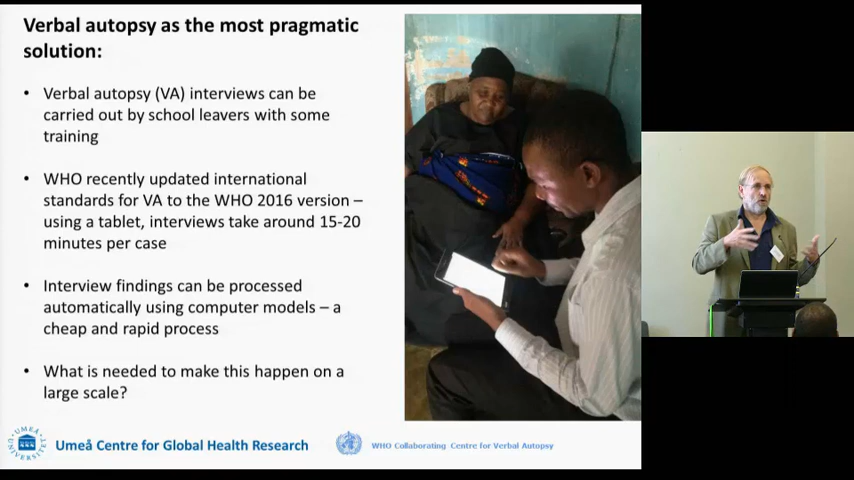 Verbal autopsy as the most pragmatic
solution:
• Verbal autopsy (VA) interviews can be
carried out by school leavers with some
training
• WHO recently updated international
standards for VA to the WHO 2016 version –
using a tablet, interviews take around 15-20
minutes per case
• Interview findings can be processed
automatically using computer models – a
cheap and rapid process
• What is needed to make this happen on a
large scale?
UMEÅ UNIVERSITET
Umeå Centre for Global Health Research
WHO Collaborating Centre for Verbal Autopsy